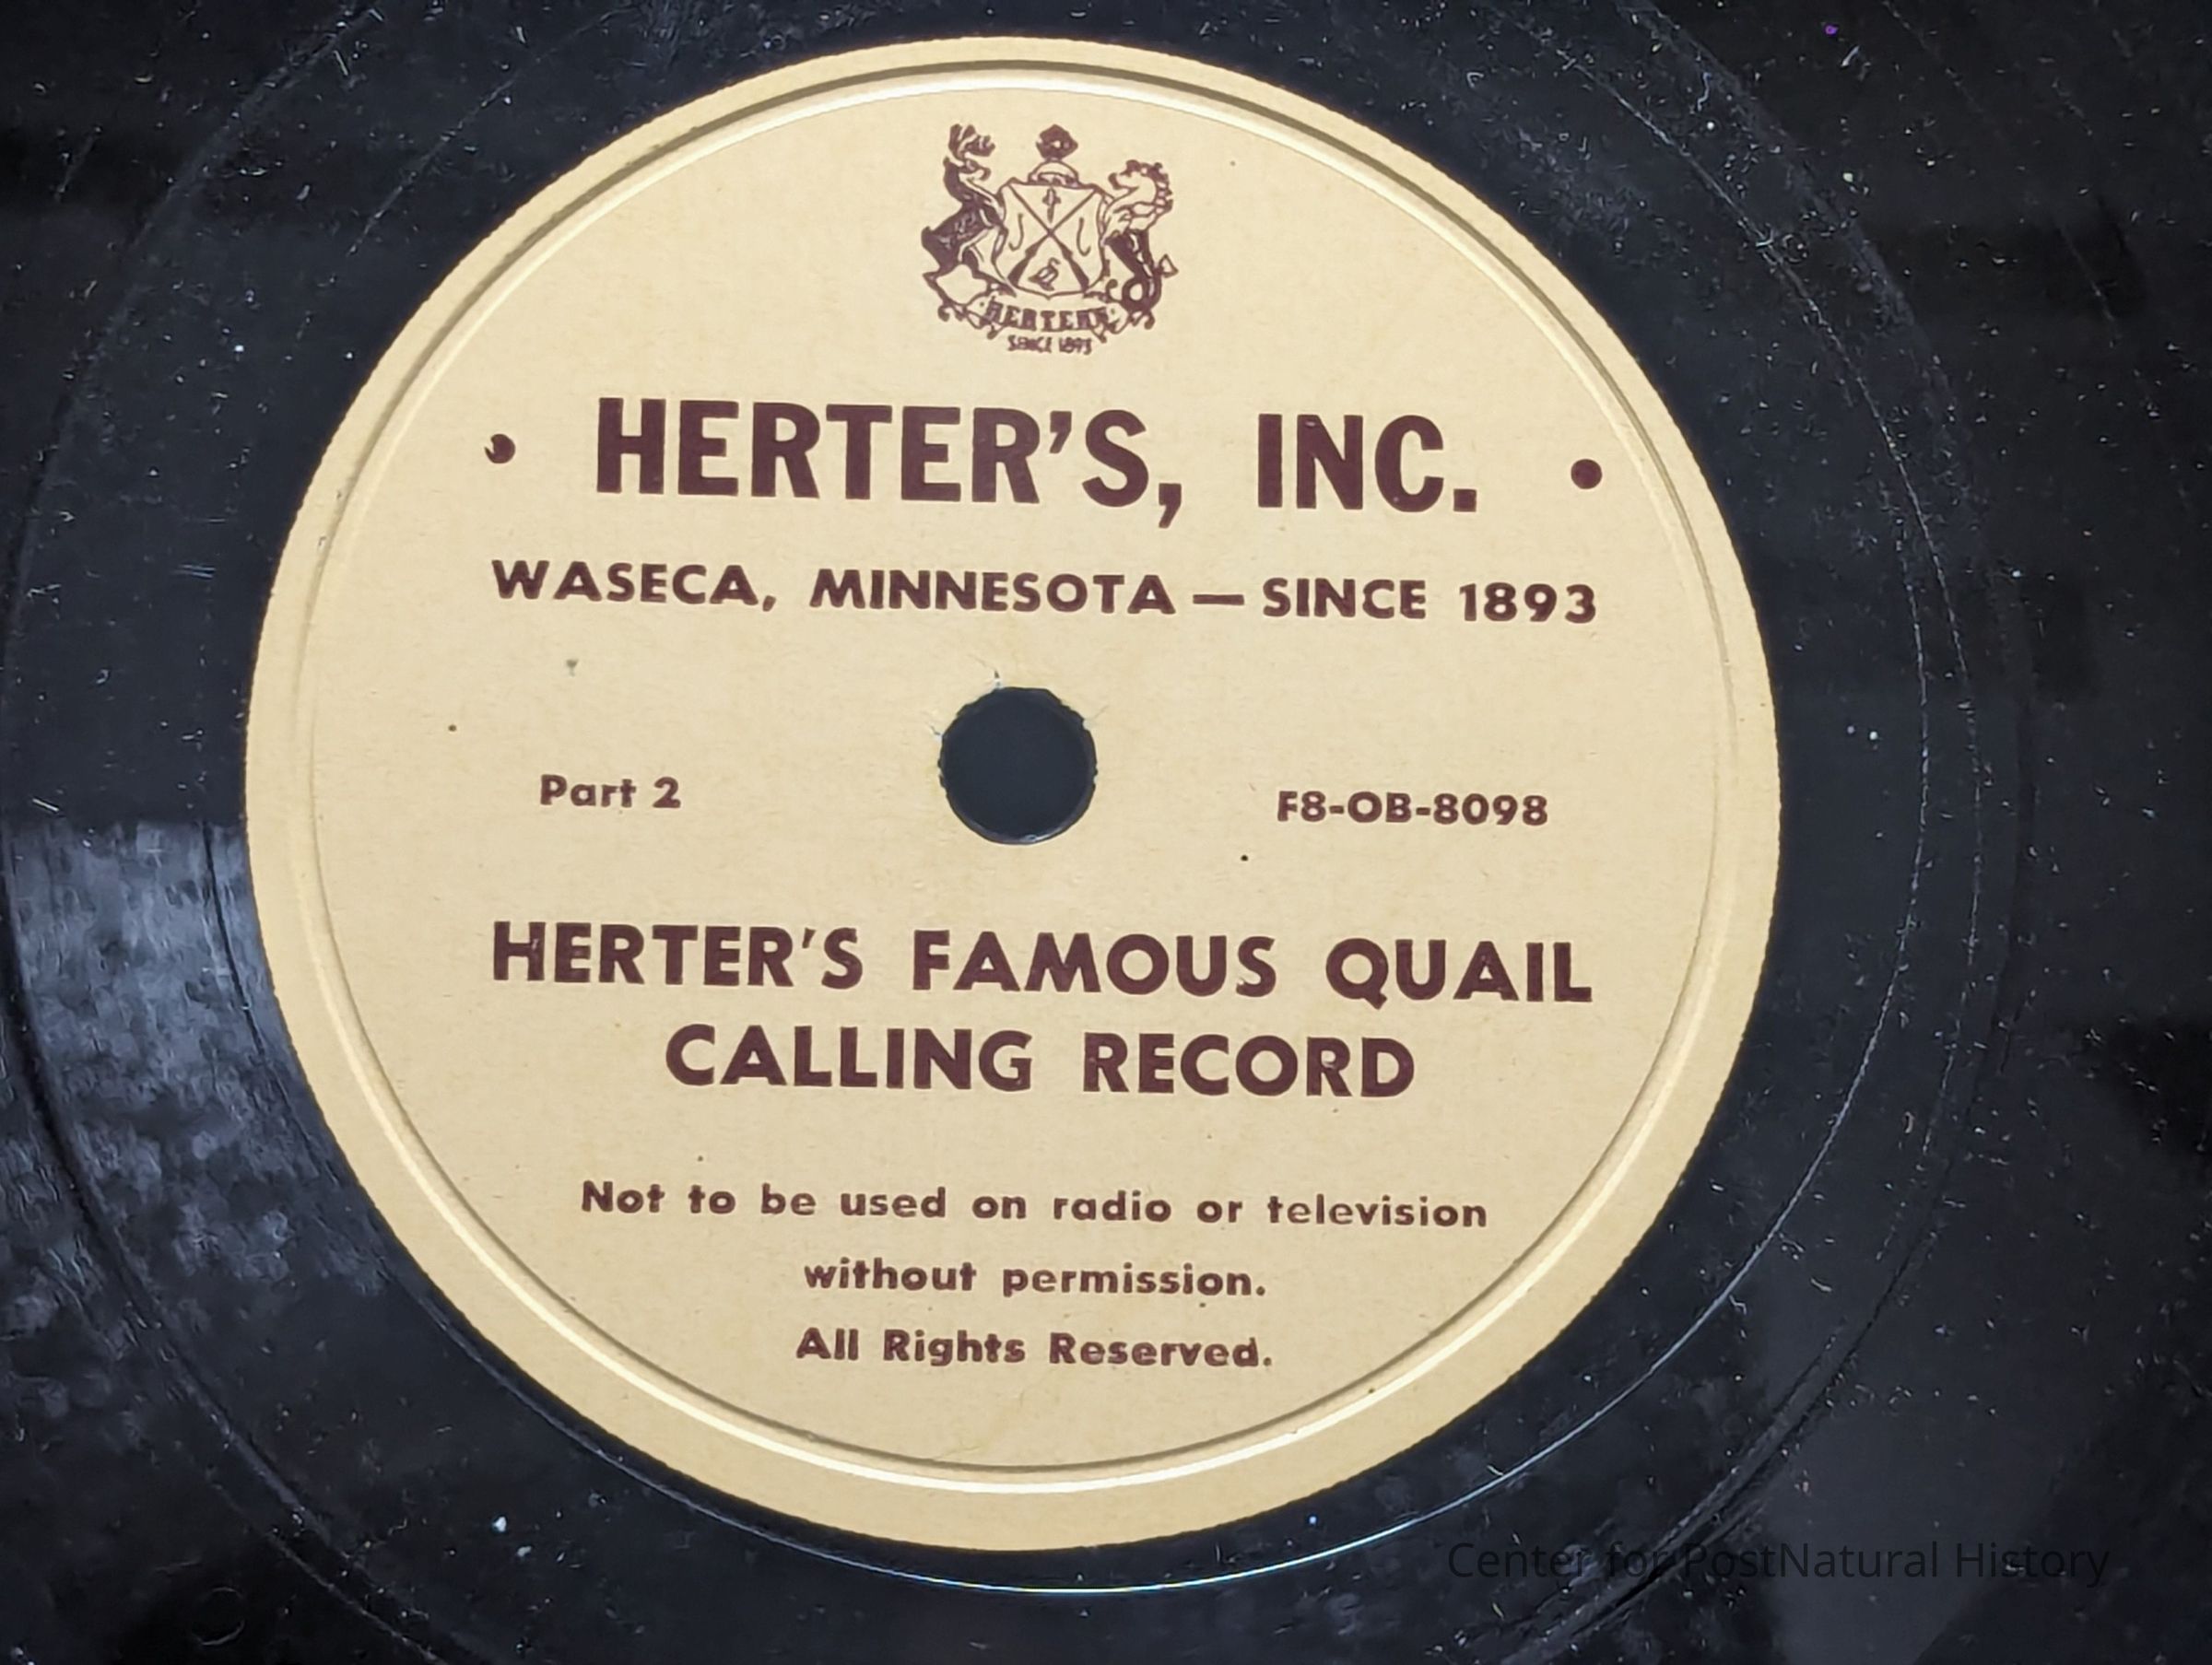 HERTER'S
SINCE 1893
• HERTER'S, INC. •
WASECA, MINNESOTA — SINCE 1893
Part 2
F8-OB-8098
HERTER'S FAMOUS QUAIL
CALLING RECORD
Not to be used on radio or television
without permission.
All Rights Reserved.
Center for PostNatural History